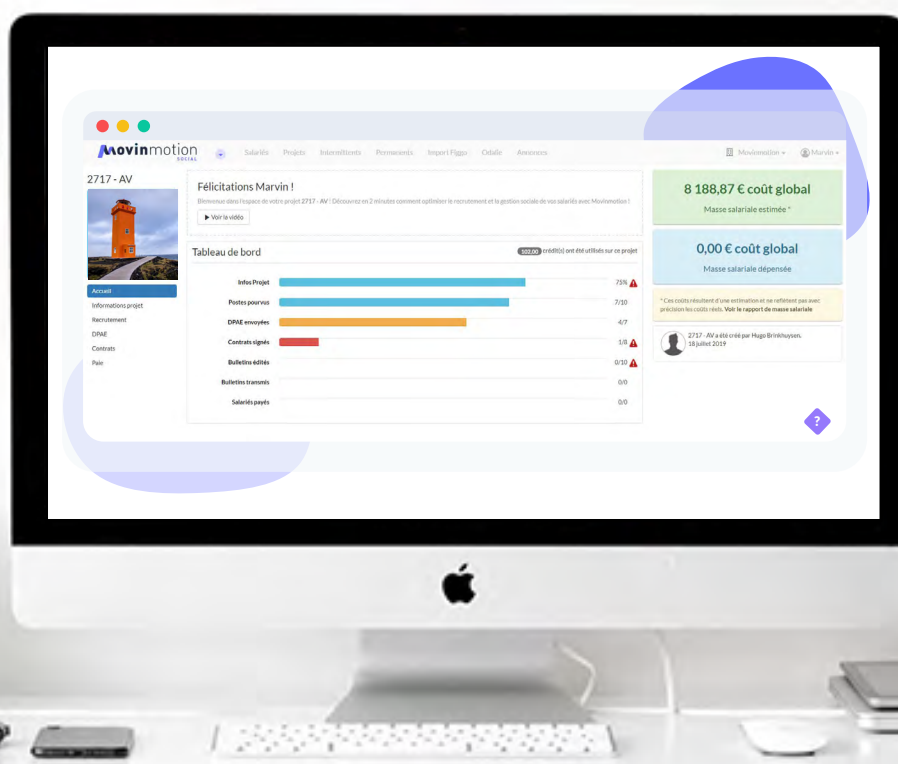 Movinmotion
SOCIAL
Salariés Projets Intermittents Permanents Import Figgo Odalie Annonces Movinmotion Marvin
2717 - AV
Félicitations Marvin !
Bienvenue dans l'espace de votre projet 2717 - AV ! Découvrez en 2 minutes comment optimiser le recrutement et la gestion sociale de vos salariés avec Movinmotion !
Voir la vidéo
Accueil
Informations projet
Recrutement
DPAE
Contrats
Paie
Tableau de bord
102,00 crédit(s) ont été utilisés sur ce projet
Infos Projet 75%
Postes pourvus 7/10
DPAE envoyées 4/7
Contrats signés 1/8
Bulletins édités 0/10
Bulletins transmis 0/0
Salariés payés 0/0
8 188,87 € coût global
Masse salariale estimée *
0,00 € coût global
Masse salariale dépensée
* Ces coûts résultent d'une estimation et ne reflètent pas avec
précision les coûts réels. Voir le rapport de masse salariale
2717 - AV a été créé par Hugo Brinkhuysen.
18 juillet 2019
?